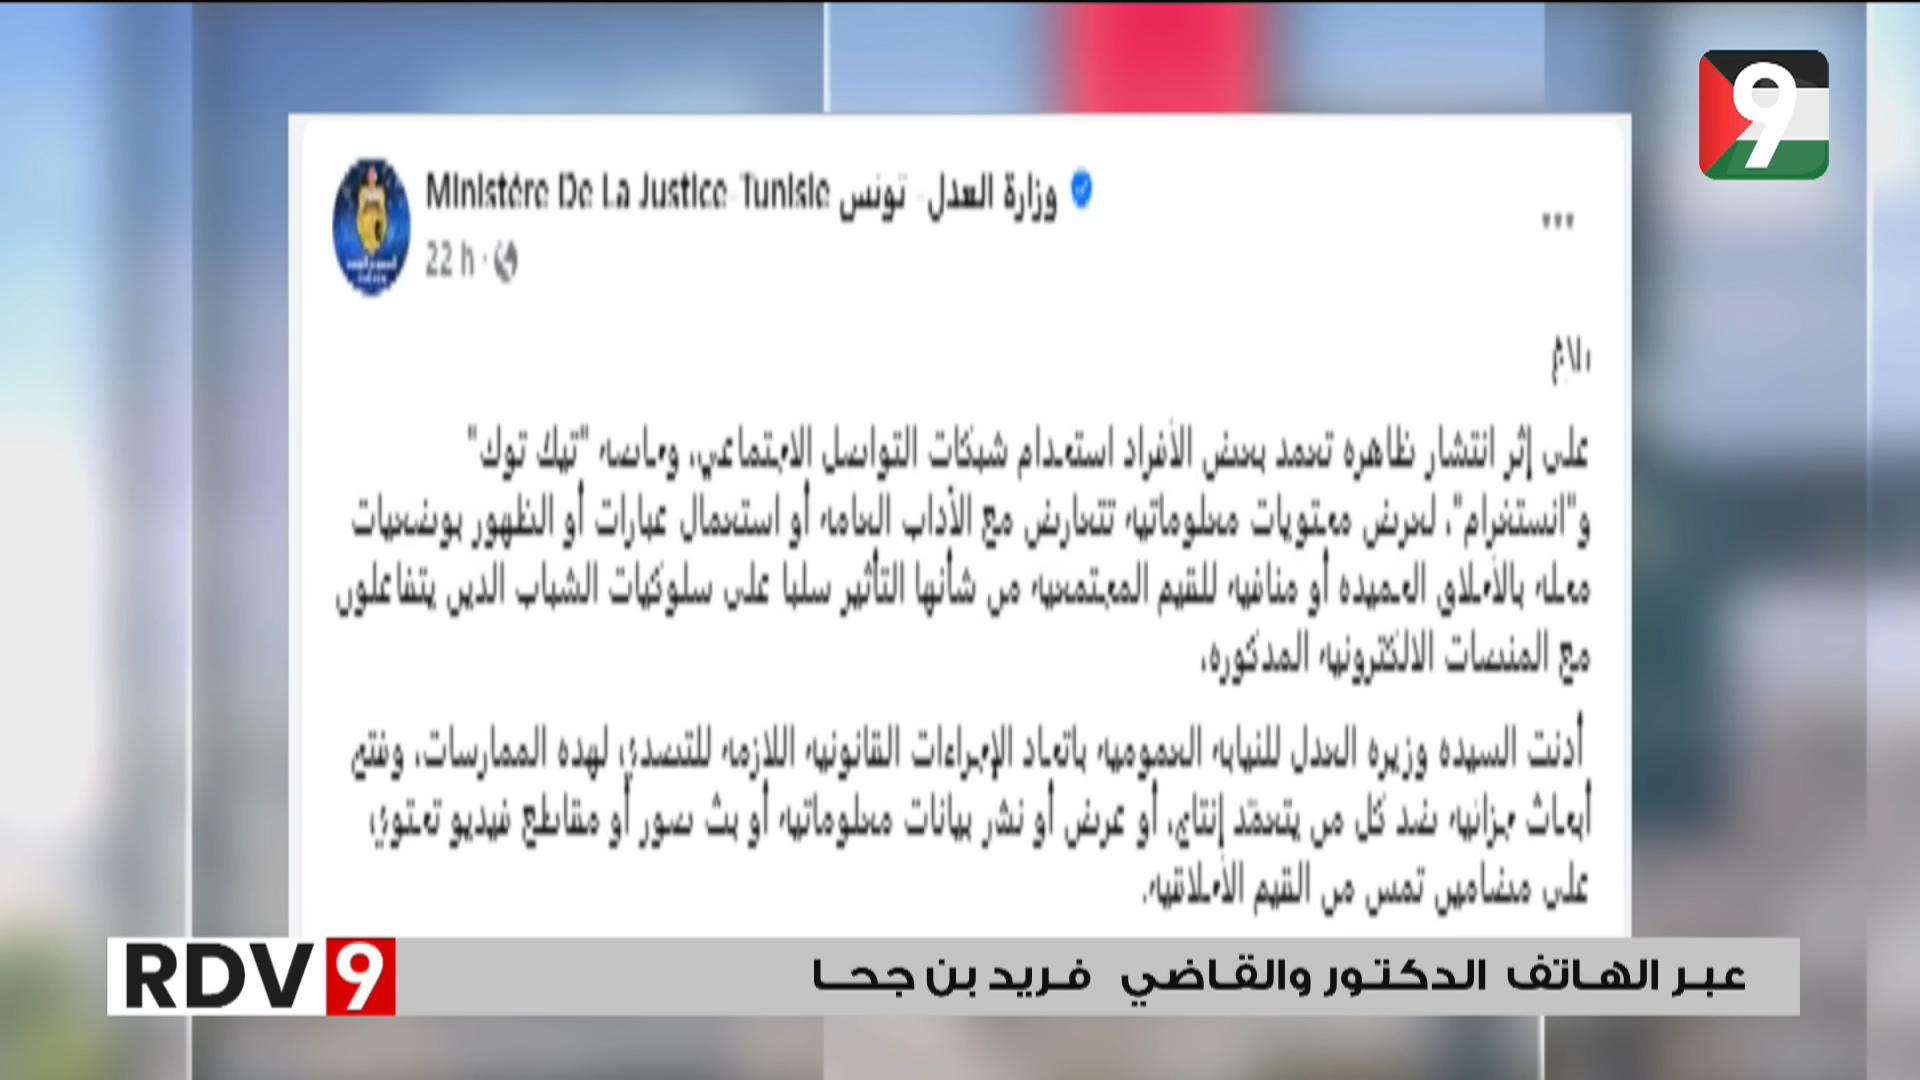 9
Ministère De La Justice-Tunisie وزارة العدل- تونس
22 h
على إثر انتشار ظاهرة تعمد بعض الأفراد استخدام شبكات التواصل الاجتماعي، وخاصة "تيك توك"
و"انستغرام"، لعرض محتويات معلوماتية تتعارض مع الآداب العامة أو استعمال عبارات أو الظهور بوضعيات
مخلة بالأخلاق الحميدة أو منافية للقيم المجتمعية من شأنها التأثير سلبا على سلوكيات الشباب الذين يتفاعلون
مع المنصات الالكترونية المذكورة،
أذنت السيدة وزيرة العدل للنيابة العمومية باتخاذ الإجراءات القانونية اللازمة للتصدي لهذه الممارسات، وفتح
أبحاث جزائية ضد كل من يتعمّد إنتاج، أو عرض أو نشر بيانات معلوماتية أو بث صور أو مقاطع فيديو تحتوي
على مضامين تمس من القيم الأخلاقية.
RDV 9
عبر الهاتف الدكتور والقاضي فريد بن جحا